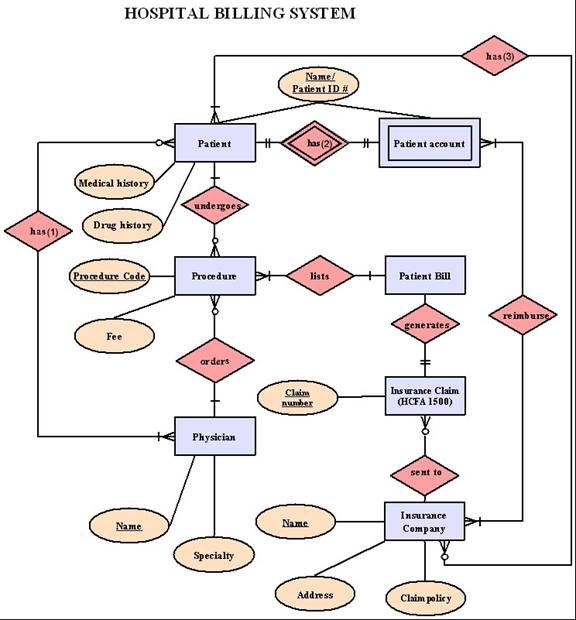 HOSPITAL BILLING SYSTEM
has(3)
Name/
Patient ID #
Patient
has(2)
Patient account
Medical history
Drug history
undergoes
has(1)
Procedure Code
Procedure
lists
Patient Bill
Fee
generates
reimburse
orders
Claim
number
Insurance Claim
(HCFA 1500)
Physician
sent to
Name
Specialty
Name
Insurance
Company
Address
Claimpolicy